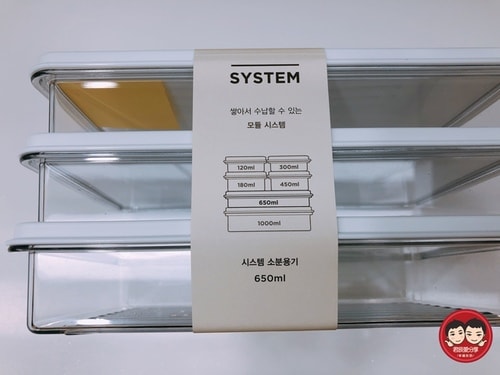 SYSTEM
쌓아서 수납할 수 있는
모듈 시스템
120ml 300ml
180ml 450ml
650ml
1000ml
시스템 소분용기
650ml